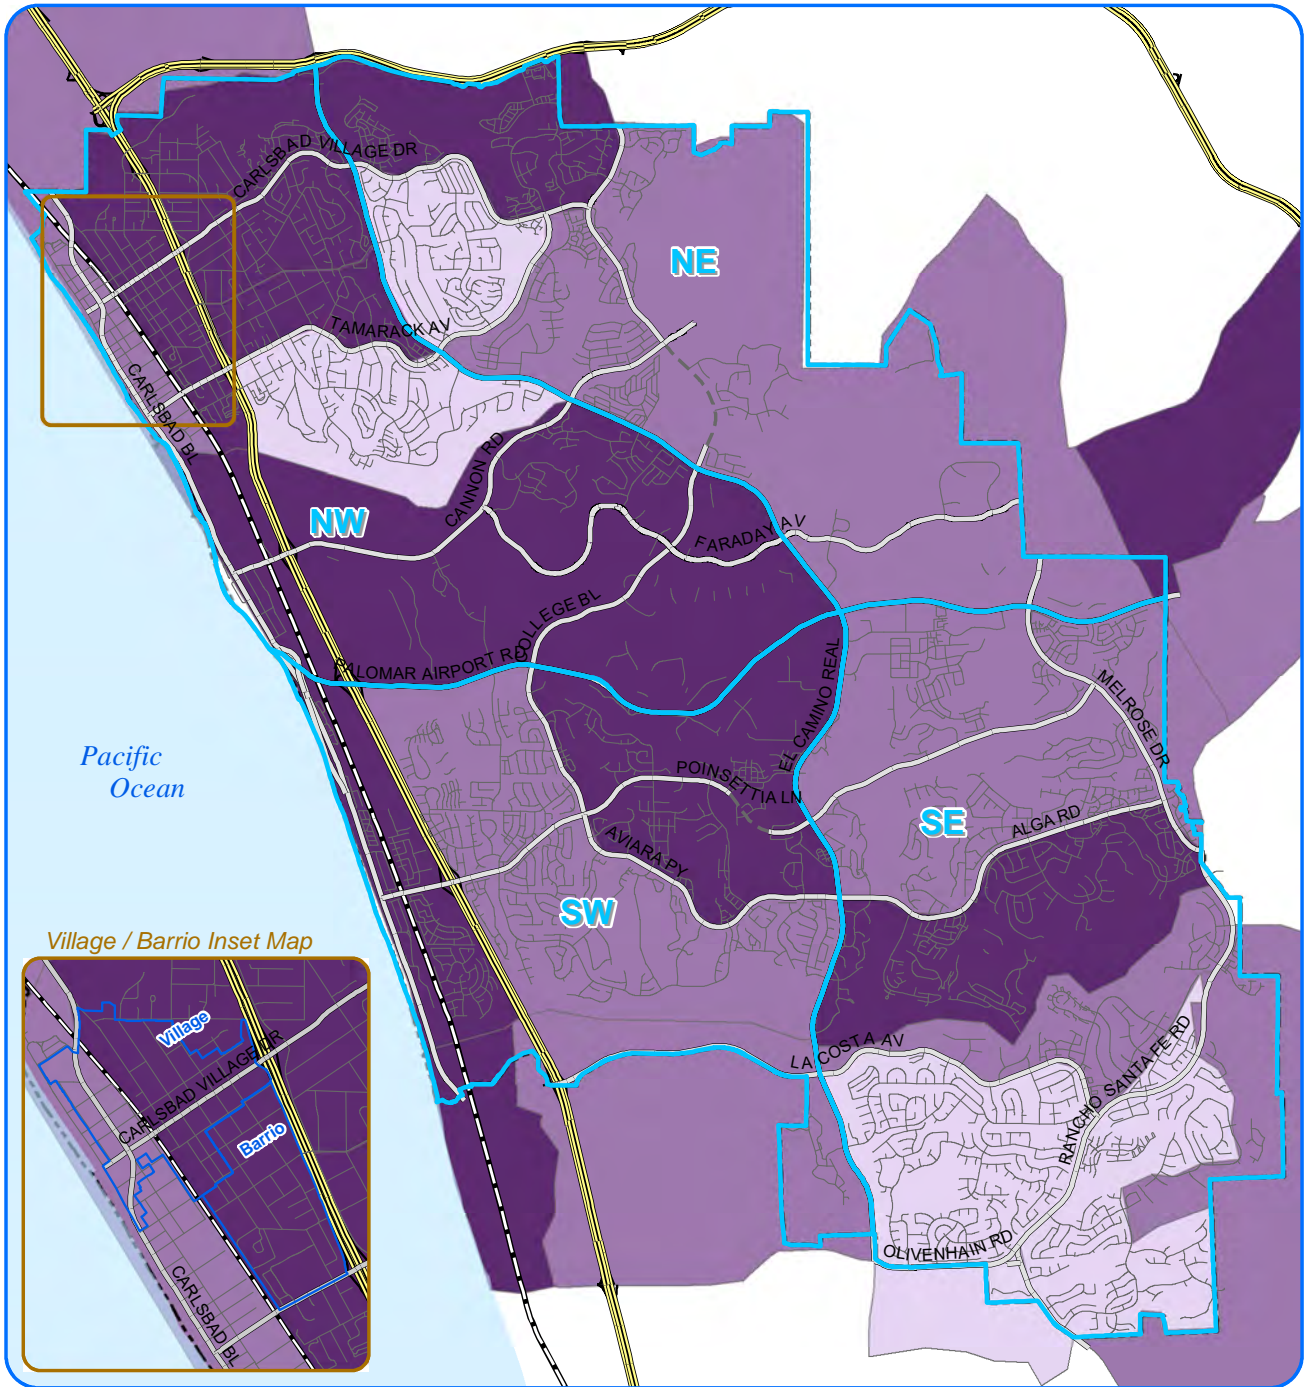 CARLSBAD VILLAGE DR
NE
TAMARACK AV
CARLSBAD BL
CANNON RD
NW
FARADAY AV
COLLEGE BL
PALOMAR AIRPORT RD
EL CAMINO REAL
MELROSE DR
Pacific
Ocean
POINSETTIA LN
SE
ALGA RD
AVIARA PY
SW
Village / Barrio Inset Map
Village
CARLSBAD VILLAGE DR
Barrio
CARLSBAD BL
LA COSTA AV
RANCHO SANTA FE RD
OLIVENHAIN RD